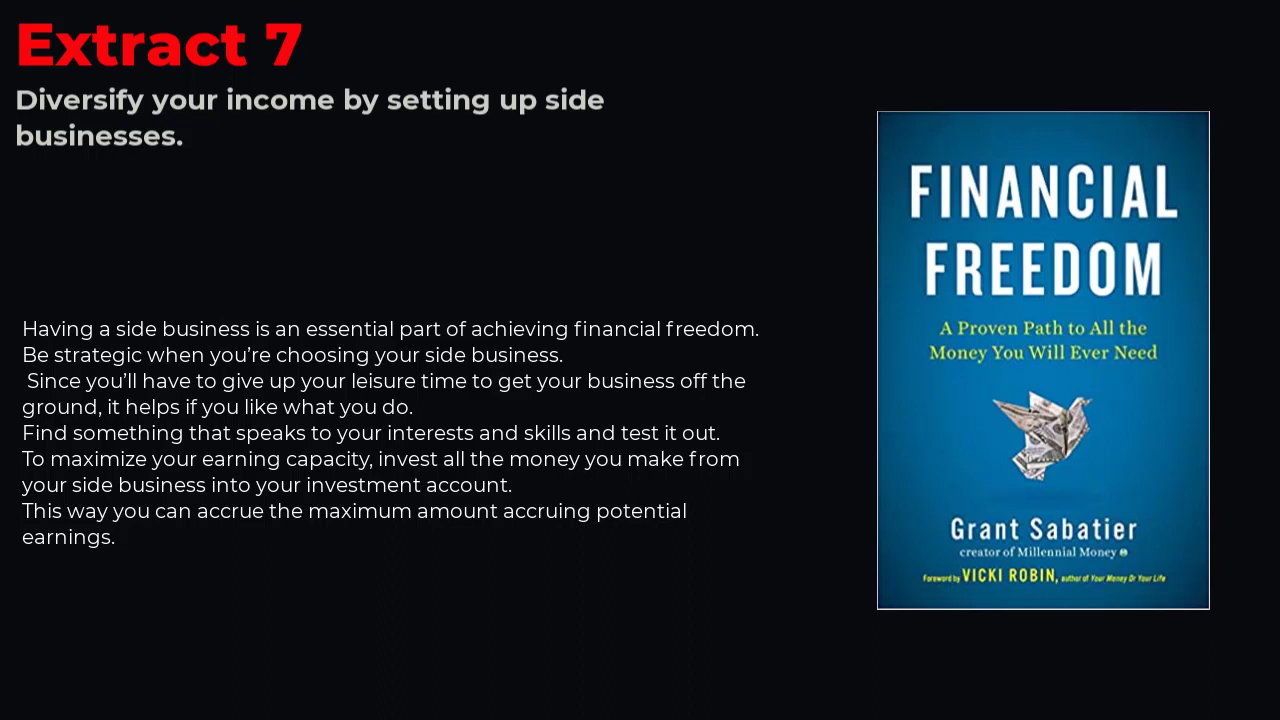 Extract 7
Diversify your income by setting up side
businesses.
Having a side business is an essential part of achieving financial freedom.
Be strategic when you’re choosing your side business.
Since you’ll have to give up your leisure time to get your business off the
ground, it helps if you like what you do.
Find something that speaks to your interests and skills and test it out.
To maximize your earning capacity, invest all the money you make from
your side business into your investment account.
This way you can accrue the maximum amount accruing potential
earnings.
FINANCIAL
FREEDOM
A Proven Path to All the
Money You Will Ever Need
Grant Sabatier
creator of Millennial Money
Foreword by VICKI ROBIN, author of Your Money Or Your Life